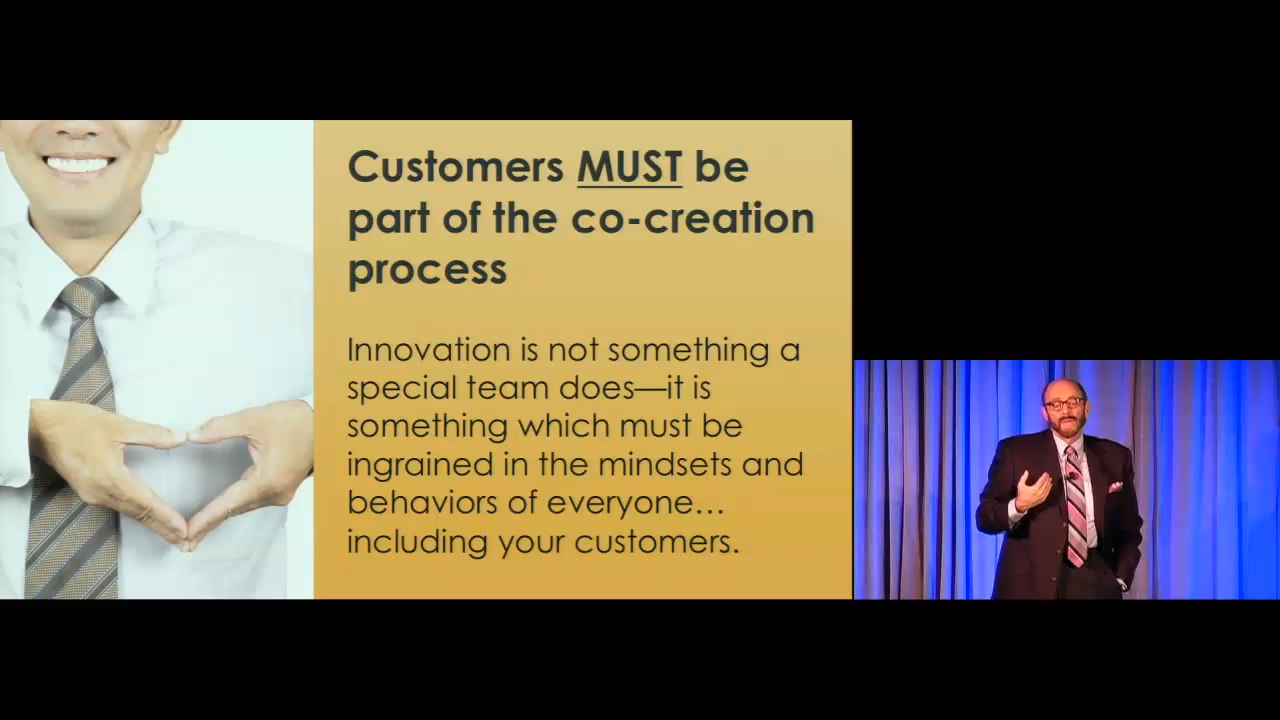 Customers MUST be
part of the co-creation
process
Innovation is not something a
special team does—it is
something which must be
ingrained in the mindsets and
behaviors of everyone…
including your customers.